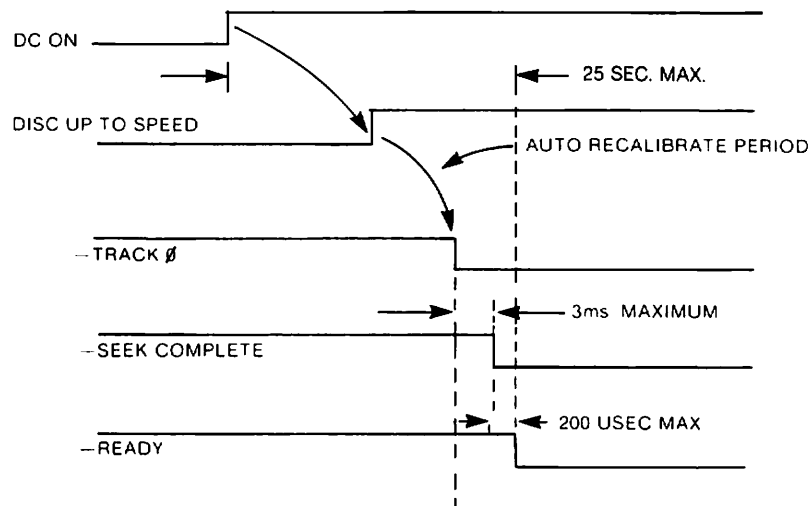 DC ON
25 SEC. MAX.
DISC UP TO SPEED
AUTO RECALIBRATE PERIOD
—TRACK Ø
3ms MAXIMUM
—SEEK COMPLETE
200 USEC MAX
—READY